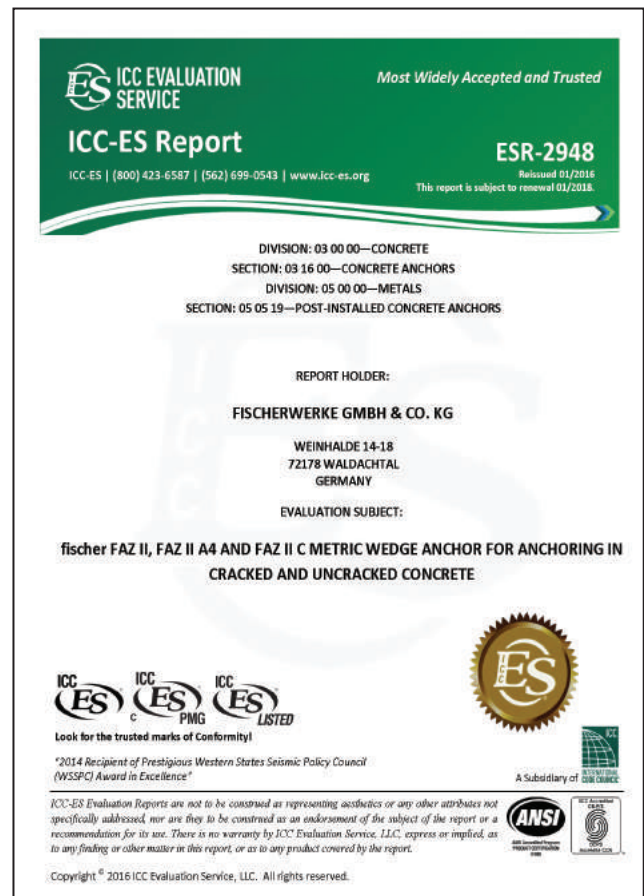 ICC EVALUATION
SERVICE
Most Widely Accepted and Trusted
ICC-ES Report
ESR-2948
ICC-ES | (800) 423-6587 | (562) 699-0543 | www.icc-es.org
Reissued 01/2016
This report is subject to renewal 01/2018.
DIVISION: 03 00 00—CONCRETE
SECTION: 03 16 00—CONCRETE ANCHORS
DIVISION: 05 00 00—METALS
SECTION: 05 05 19—POST-INSTALLED CONCRETE ANCHORS
REPORT HOLDER:
FISCHERWERKE GMBH & CO. KG
WEINHALDE 14-18
72178 WALDACHTAL
GERMANY
EVALUATION SUBJECT:
fischer FAZ II, FAZ II A4 AND FAZ II C METRIC WEDGE ANCHOR FOR ANCHORING IN
CRACKED AND UNCRACKED CONCRETE
ICC ES ICC ES C PMG ICC ES LISTED
ICC ES
Look for the trusted marks of Conformity!
"2014 Recipient of Prestigious Western States Seismic Policy Council
(WSSPC) Award in Excellence"
A Subsidiary of
ICC
INTERNATIONAL
CODE COUNCIL
ICC-ES Evaluation Reports are not to be construed as representing aesthetics or any other attributes not
specifically addressed, nor are they to be construed as an endorsement of the subject of the report or a
recommendation for its use. There is no warranty by ICC Evaluation Service, LLC, express or implied, as
to any finding or other matter in this report, or as to any product covered by the report.
ANSI
Copyright © 2016 ICC Evaluation Service, LLC. All rights reserved.